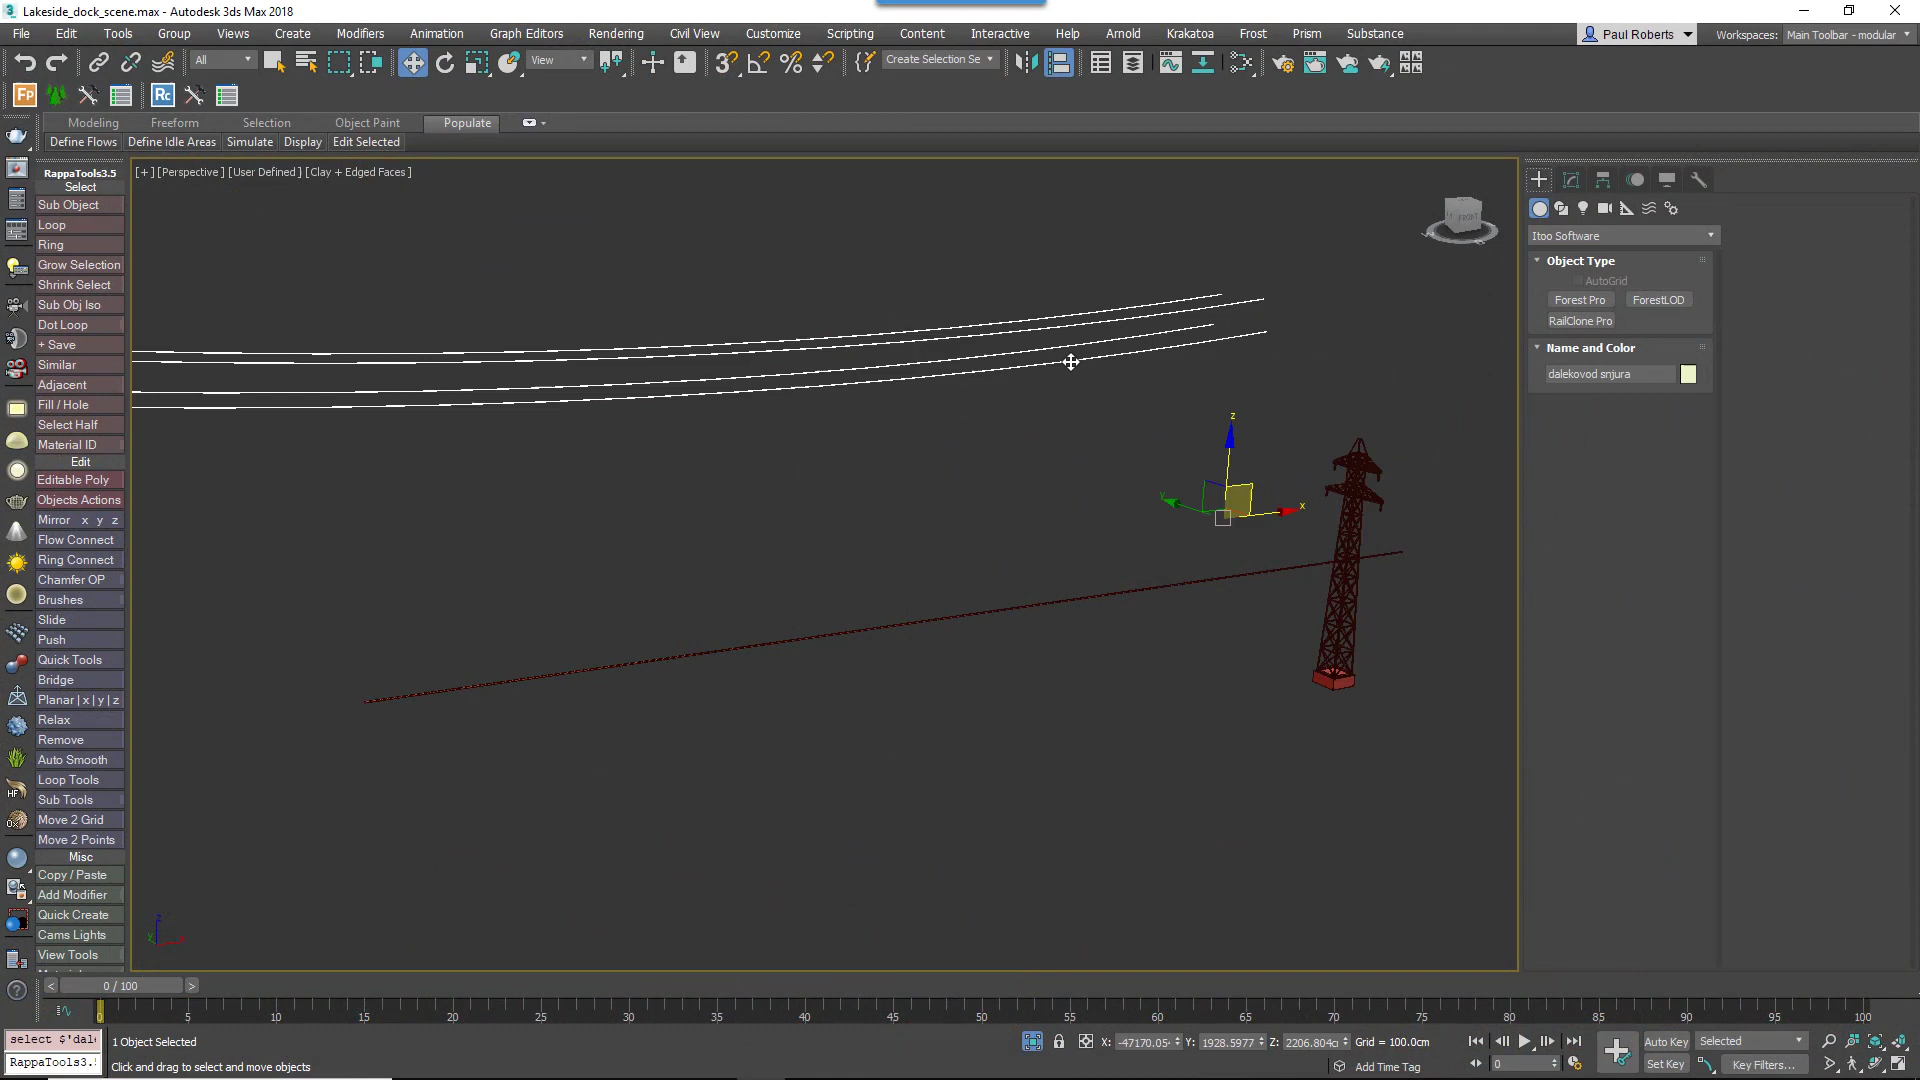 Lakeside_dock_scene.max - Autodesk 3ds Max 2018
File Edit Tools Group Views Create Modifiers Animation Graph Editors Rendering Civil View Customize Scripting Content Interactive Help Arnold Krakatoa Frost Prism Substance Paul Roberts Workspaces: Main Toolbar - modular
All View Create Selection Se
Fp Rc
Modeling Freeform Selection Object Paint Populate
Define Flows Define Idle Areas Simulate Display Edit Selected
[+] [Perspective] [User Defined] [Clay + Edged Faces]
RappaTools3.5
Select
Sub Object
Loop
Ring
Grow Selection
Shrink Select
Sub Obj Iso
Dot Loop
+ Save
Similar
Adjacent
Fill / Hole
Select Half
Material ID
Edit
Editable Poly
Objects Actions
Mirror x y z
Flow Connect
Ring Connect
Chamfer OP
Brushes
Slide
Push
Quick Tools
Bridge
Planar | x | y | z
Relax
Remove
Auto Smooth
Loop Tools
Sub Tools
Move 2 Grid
Move 2 Points
Misc
Copy / Paste
Add Modifier
Quick Create
Cams Lights
View Tools
FRONT
z
y
x
z
y
x
Itoo Software
Object Type
AutoGrid
Forest Pro ForestLOD
RailClone Pro
Name and Color
dalekovod snjura
< 0 / 100 >
0 5 10 15 20 25 30 35 40 45 50 55 60 65 70 75 80 85 90 95 100
select $'dal
RappaTools3.
1 Object Selected
Click and drag to select and move objects
X: -47170.05 Y: 1928.5977 Z: 2206.804c Grid = 100.0cm
Add Time Tag
0
Auto Key Selected
Set Key Key Filters...